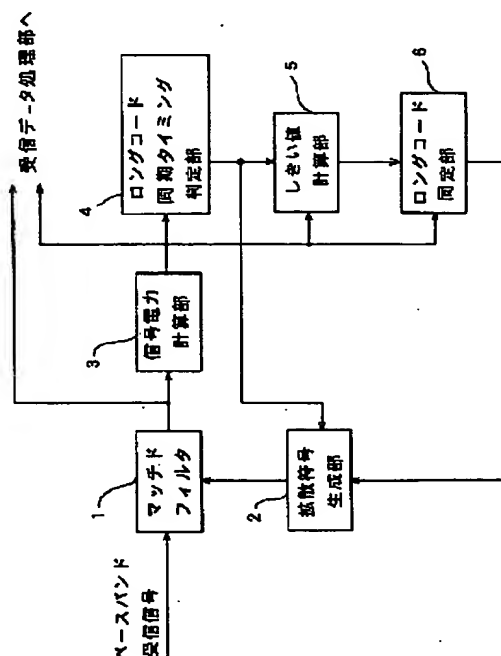 受信データ処理部へ
4
ロングコード
同期タイミング
判定部
5
しきい値
計算部
6
ロングコード
同定部
3
信号電力
計算部
1
マッチド
フィルタ
2
拡散符号
生成部
ベースバンド
受信信号